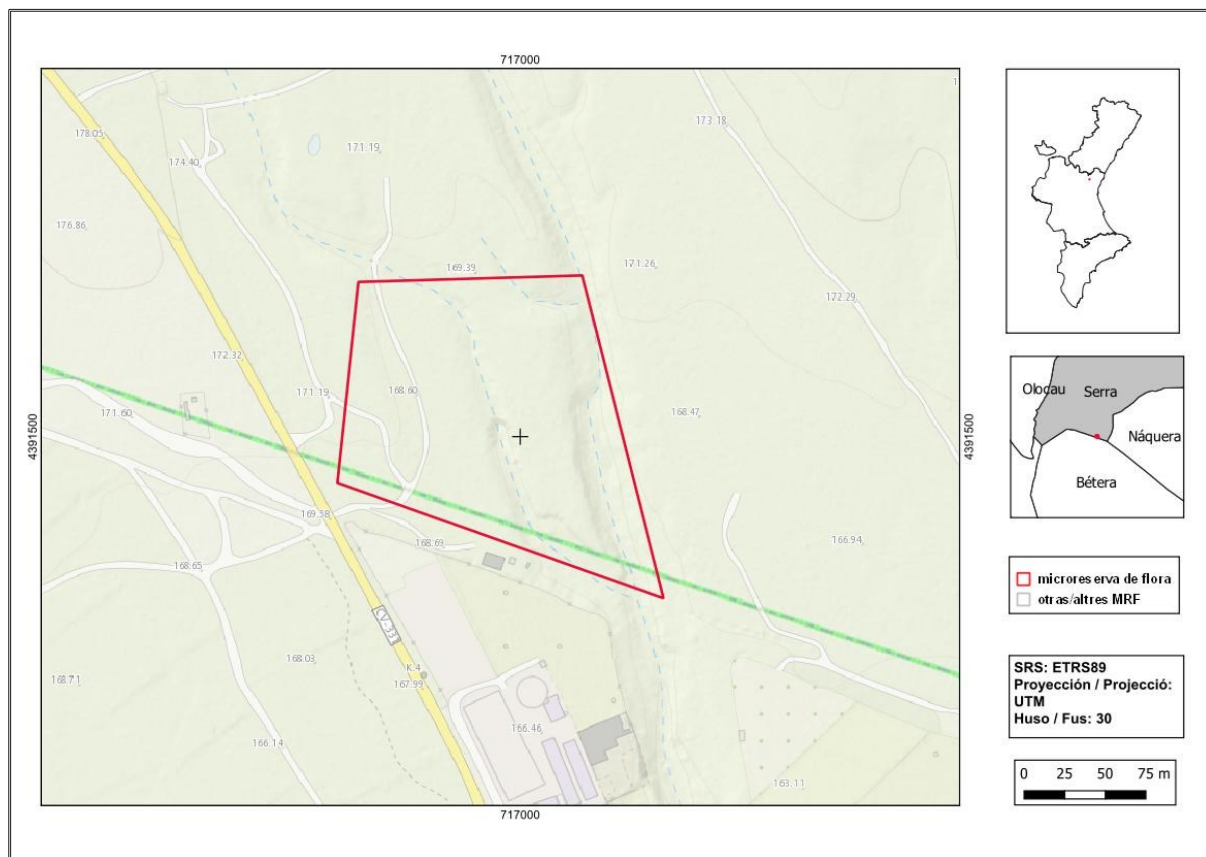 717000
178.05
174.40
171.19
173.18
176.86
169.39
171.26
172.29
172.32
171.19
168.60
168.47
171.60
4391500
4391500
169.38
168.69
166.94
168.65
CV-331
168.03
K.4
167.99
168.71
166.46
166.14
163.11
717000
Olocau
Serra
Náquera
Bétera
microreserva de flora
otras/altres MRF
SRS: ETRS89
Proyección / Projecció:
UTM
Huso / Fus: 30
0 25 50 75 m